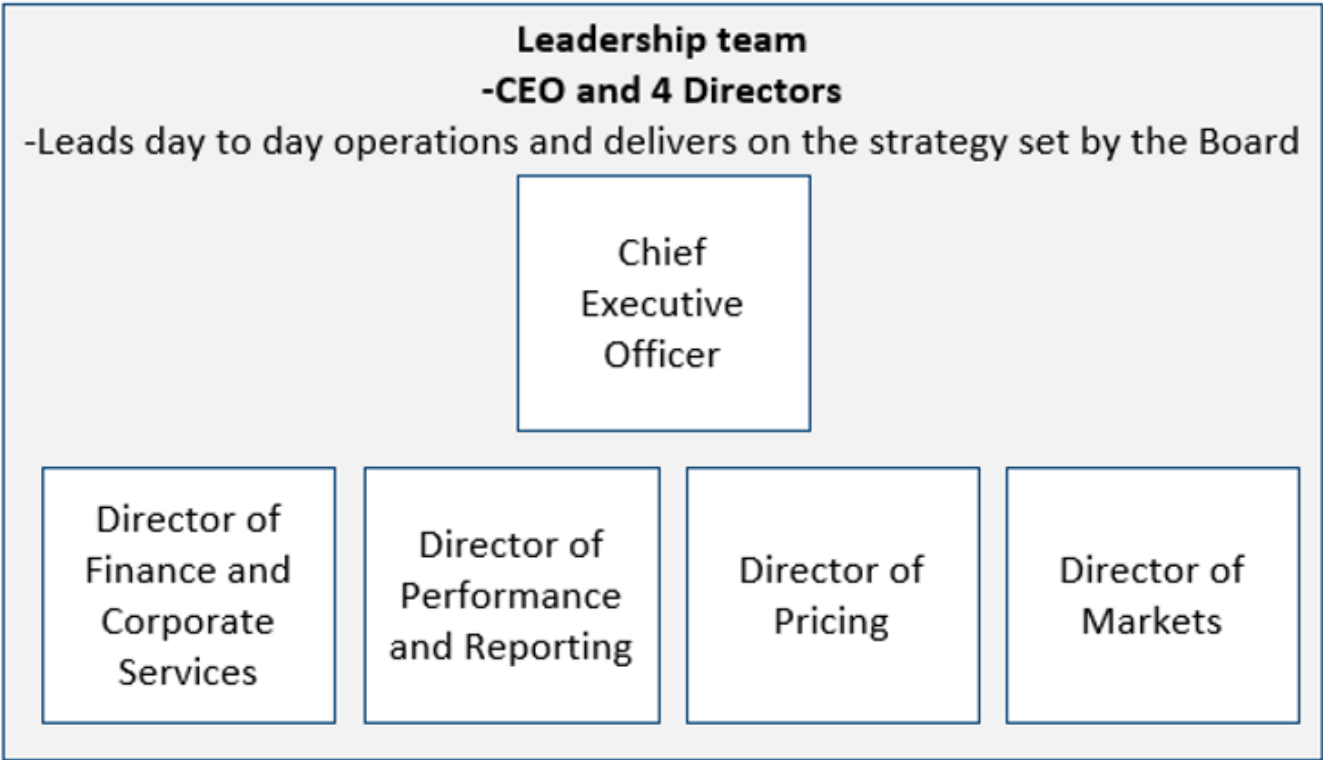 Leadership team
-CEO and 4 Directors
-Leads day to day operations and delivers on the strategy set by the Board
Chief
Executive
Officer
Director of
Finance and
Corporate
Services
Director of
Performance
and Reporting
Director of
Pricing
Director of
Markets